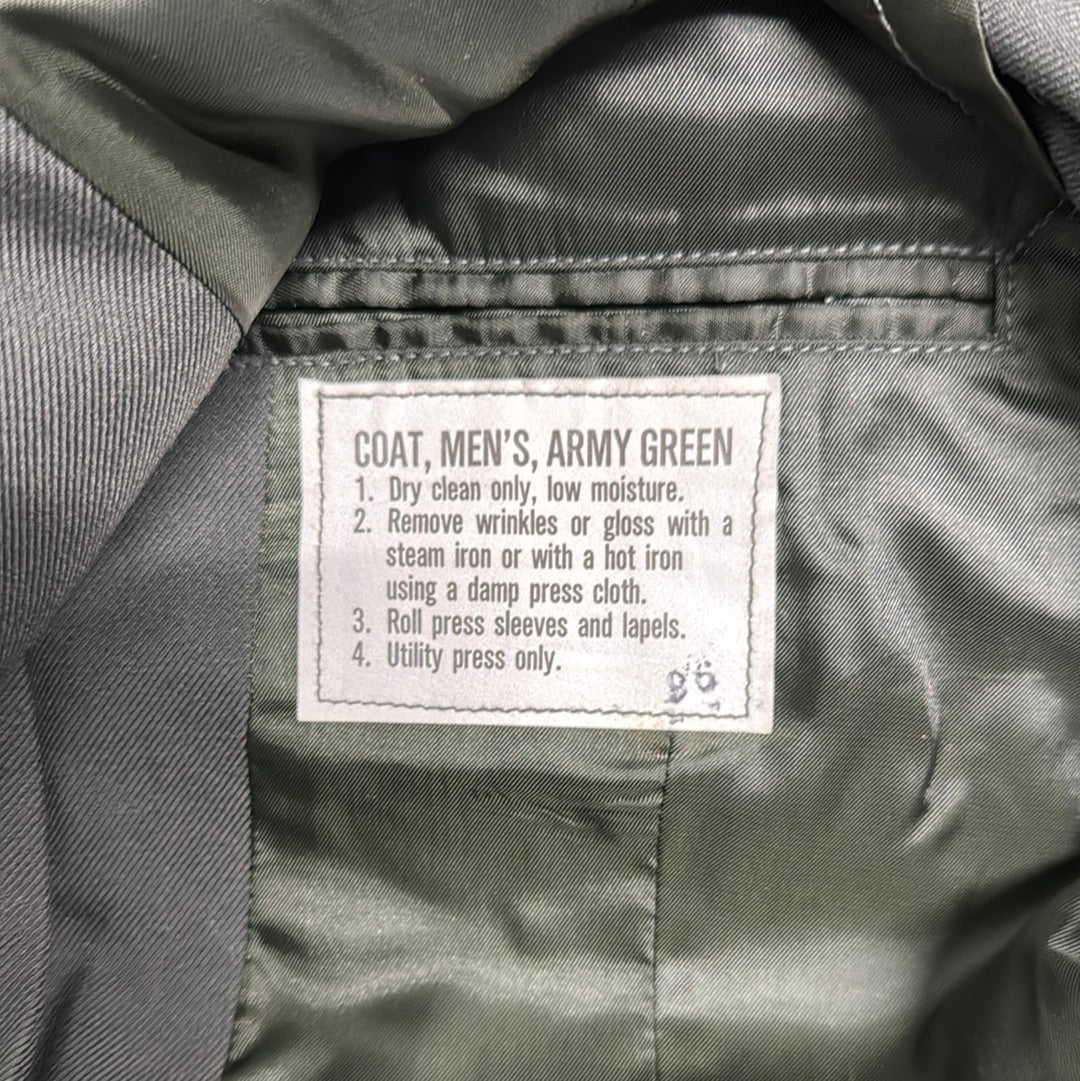 COAT, MEN'S, ARMY GREEN
1. Dry clean only, low moisture.
2. Remove wrinkles or gloss with a
steam iron or with a hot iron
using a damp press cloth.
3. Roll press sleeves and lapels.
4. Utility press only.